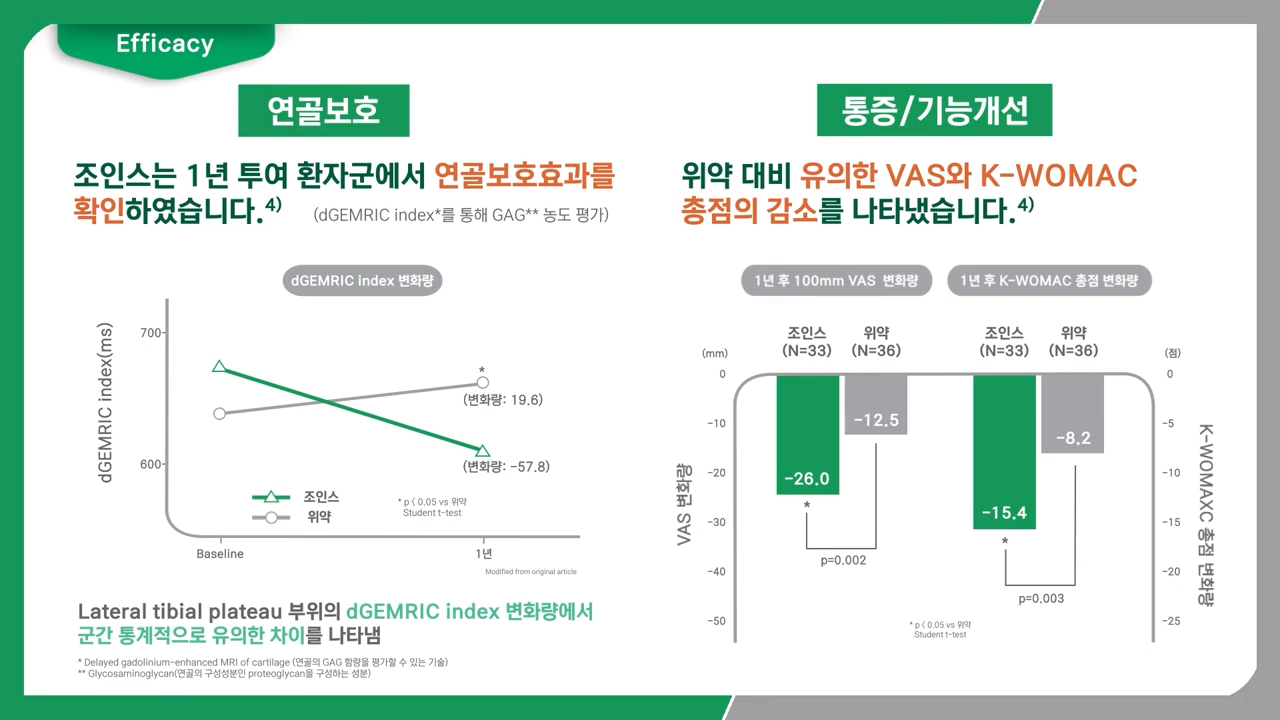 Efficacy
연골보호
조인스는 1년 투여 환자군에서 연골보호효과를
확인하였습니다.4) (dGEMRIC index*를 통해 GAG** 농도 평가)
dGEMRIC index 변화량
dGEMRIC index(ms)
700
600
*
(변화량: 19.6)
(변화량: -57.8)
조인스
위약
* p < 0.05 vs 위약
Student t-test
Baseline
1년
Modified from original article
Lateral tibial plateau 부위의 dGEMRIC index 변화량에서
군간 통계적으로 유의한 차이를 나타냄
* Delayed gadolinium-enhanced MRI of cartilage (연골의 GAG 함량을 평가할 수 있는 기술)
** Glycosaminoglycan(연골의 구성성분인 proteoglycan을 구성하는 성분)
통증/기능개선
위약 대비 유의한 VAS와 K-WOMAC
총점의 감소를 나타냈습니다.4)
1년 후 100mm VAS 변화량
1년 후 K-WOMAC 총점 변화량
조인스
(N=33)
위약
(N=36)
조인스
(N=33)
위약
(N=36)
(mm)
0
-10
-20
-30
-40
-50
VAS 변화량
-26.0
-12.5
*
p=0.002
-15.4
-8.2
*
p=0.003
* p < 0.05 vs 위약
Student t-test
(점)
0
-5
-10
-15
-20
-25
K-WOMAXC 총점 변화량